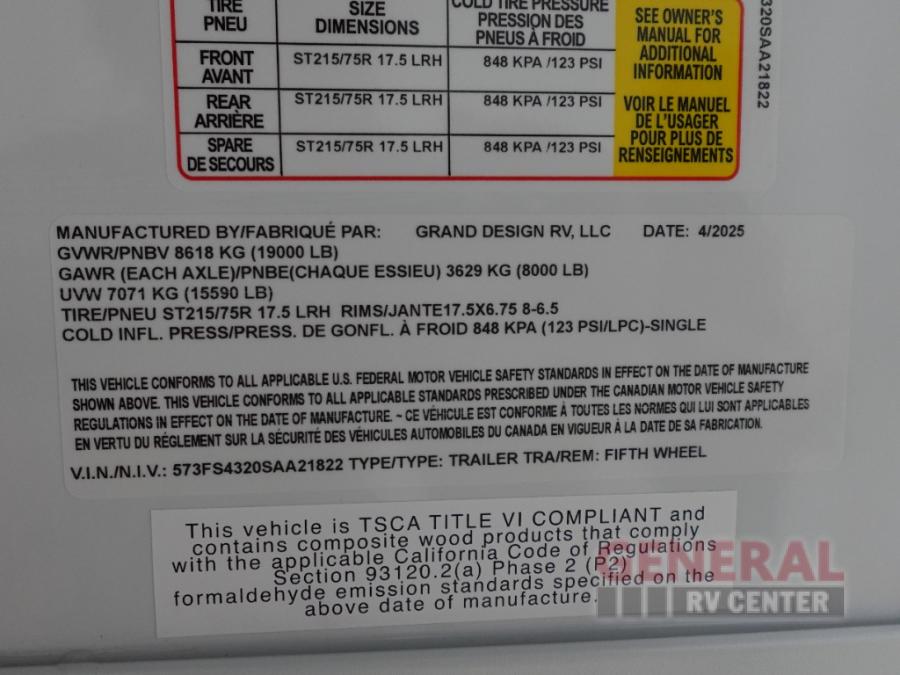 TIRE SIZE COLD TIRE PRESSURE
PNEU DIMENSIONS PRESSION DES
PNEUS À FROID
FRONT ST215/75R 17.5 LRH 848 KPA /123 PSI
AVANT
REAR ST215/75R 17.5 LRH 848 KPA /123 PSI
ARRIÈRE
SPARE ST215/75R 17.5 LRH 848 KPA /123 PSI
DE SECOURS
SEE OWNER'S
MANUAL FOR
ADDITIONAL
INFORMATION
VOIR LE MANUEL
DE L'USAGER
POUR PLUS DE
RENSEIGNEMENTS
4320SAA21822
MANUFACTURED BY/FABRIQUÉ PAR: GRAND DESIGN RV, LLC DATE: 4/2025
GVWR/PNBV 8618 KG (19000 LB)
GAWR (EACH AXLE)/PNBE(CHAQUE ESSIEU) 3629 KG (8000 LB)
UVW 7071 KG (15590 LB)
TIRE/PNEU ST215/75R 17.5 LRH RIMS/JANTE17.5X6.75 8-6.5
COLD INFL. PRESS/PRESS. DE GONFL. À FROID 848 KPA (123 PSI/LPC)-SINGLE
THIS VEHICLE CONFORMS TO ALL APPLICABLE U.S. FEDERAL MOTOR VEHICLE SAFETY STANDARDS IN EFFECT ON THE DATE OF MANUFACTURE
SHOWN ABOVE. THIS VEHICLE CONFORMS TO ALL APPLICABLE STANDARDS PRESCRIBED UNDER THE CANADIAN MOTOR VEHICLE SAFETY
REGULATIONS IN EFFECT ON THE DATE OF MANUFACTURE. ~ CE VÉHICULE EST CONFORME À TOUTES LES NORMES QUI LUI SONT APPLICABLES
EN VERTU DU RÉGLEMENT SUR LA SÉCURITÉ DES VÉHICULES AUTOMOBILES DU CANADA EN VIGUEUR À LA DATE DE SA FABRICATION.
V.I.N./N.I.V.: 573FS4320SAA21822 TYPE/TYPE: TRAILER TRA/REM: FIFTH WHEEL
This vehicle is TSCA TITLE VI COMPLIANT and
contains composite wood products that comply
with the applicable California Code of Regulations
Section 93120.2(a) Phase 2 (P2)
formaldehyde emission standards specified on the
above date of manufacture.
GENERAL
RV CENTER